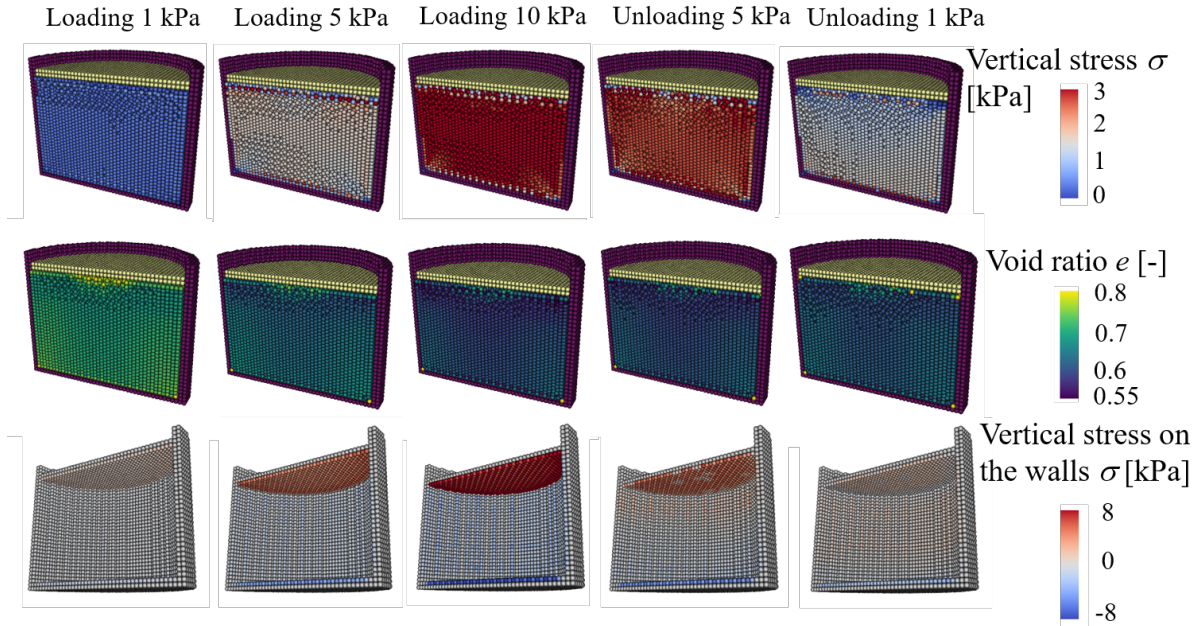 Loading 1 kPa Loading 5 kPa Loading 10 kPa Unloading 5 kPa Unloading 1 kPa
Vertical stress σ
[kPa]
3
2
1
0
Void ratio e [-]
0.8
0.7
0.6
0.55
Vertical stress on
the walls σ [kPa]
8
0
-8